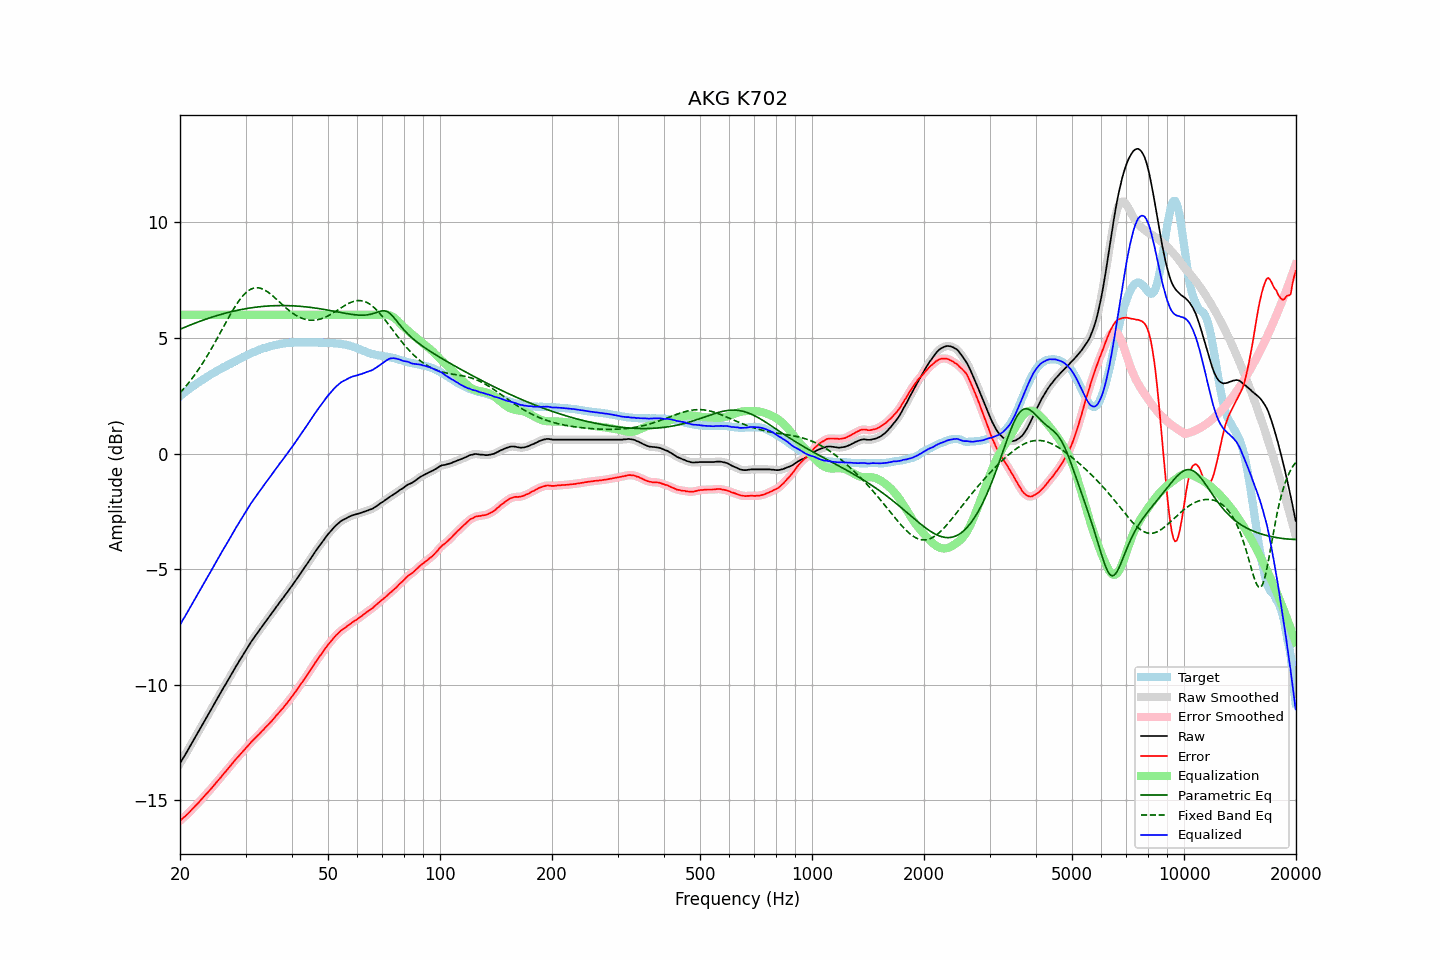 AKG K702
Amplitude (dBr)
10
5
0
−5
−10
−15
20
50
100
200
500
1000
2000
5000
10000
20000
Frequency (Hz)
Target
Raw Smoothed
Error Smoothed
Raw
Error
Equalization
Parametric Eq
Fixed Band Eq
Equalized